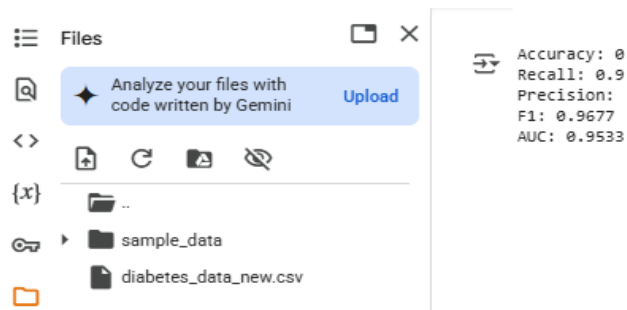 Files
Analyze your files with
code written by Gemini
Upload
{x}
..
sample_data
diabetes_data_new.csv
Accuracy: 0
Recall: 0.9
Precision:
F1: 0.9677
AUC: 0.9533